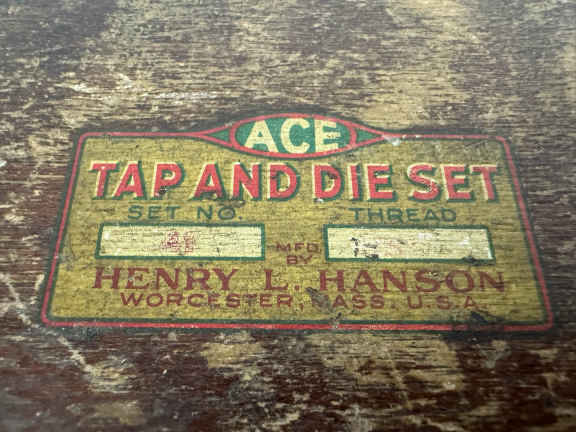 ACE
TAP AND DIE SET
SET NO. THREAD
MFD.
BY
HENRY L. HANSON
WORCESTER, MASS. U.S.A.